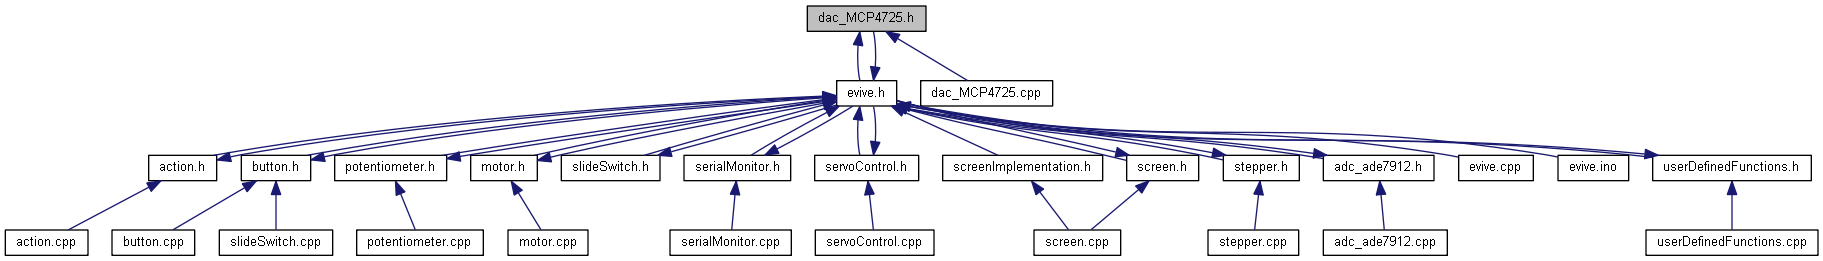 dac_MCP4725.h
evive.h
dac_MCP4725.cpp
action.h
button.h
potentiometer.h
motor.h
slideSwitch.h
serialMonitor.h
servoControl.h
screenImplementation.h
screen.h
stepper.h
adc_ade7912.h
evive.cpp
evive.ino
userDefinedFunctions.h
action.cpp
button.cpp
slideSwitch.cpp
potentiometer.cpp
motor.cpp
serialMonitor.cpp
servoControl.cpp
screen.cpp
stepper.cpp
adc_ade7912.cpp
userDefinedFunctions.cpp